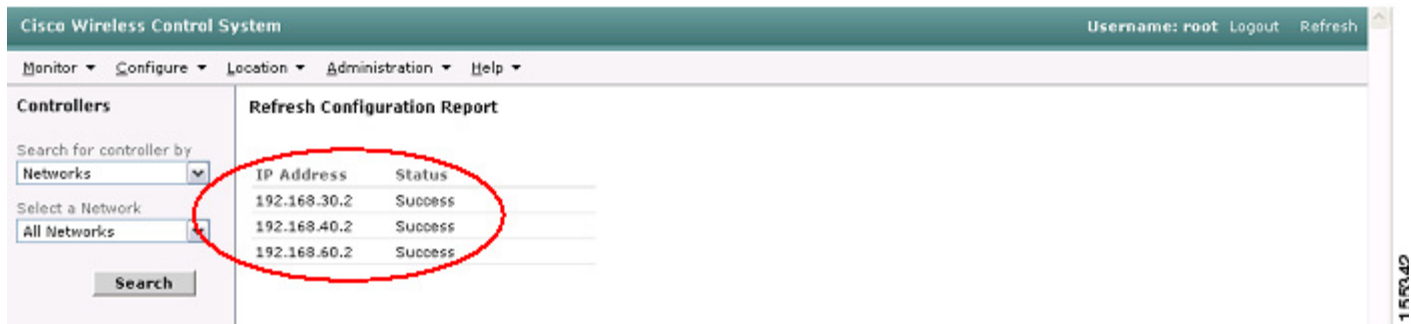 Cisco Wireless Control System Username: root Logout Refresh
Monitor Configure Location Administration Help
Controllers
Search for controller by
Networks
Select a Network
All Networks
Search
Refresh Configuration Report
IP Address Status
192.168.30.2 Success
192.168.40.2 Success
192.168.60.2 Success
155342